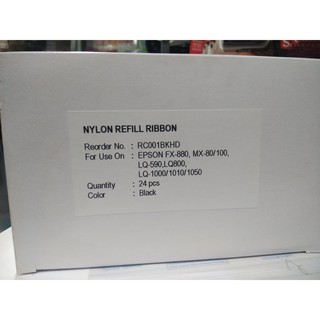 NYLON REFILL RIBBON
Reorder No. : RC001BKHD
For Use On : EPSON FX-880, MX-80/100,
LQ-590,LQ800,
LQ-1000/1010/1050
Quantity : 24 pcs
Color : Black